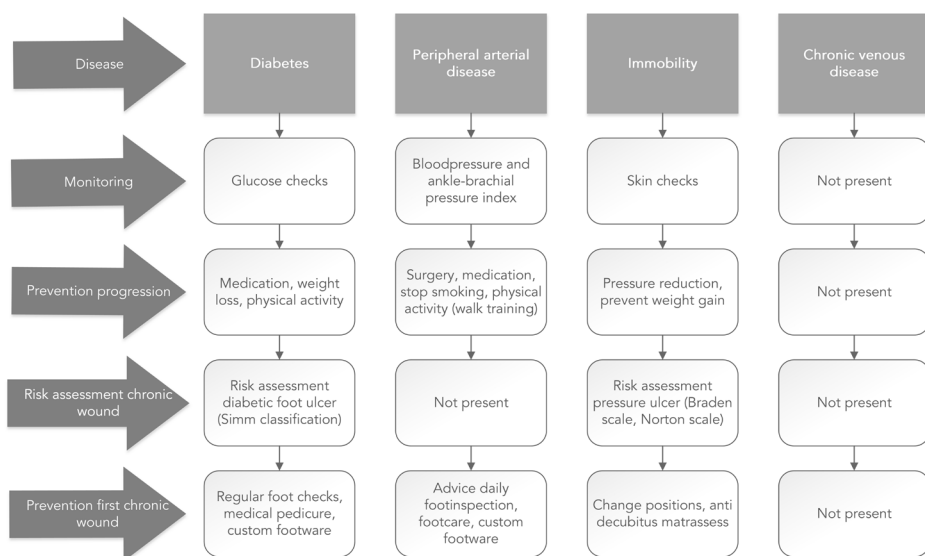 Disease
Diabetes
Peripheral arterial
disease
Immobility
Chronic venous
disease
Monitoring
Glucose checks
Bloodpressure and
ankle-brachial
pressure index
Skin checks
Not present
Prevention progression
Medication, weight
loss, physical activity
Surgery, medication,
stop smoking, physical
activity (walk training)
Pressure reduction,
prevent weight gain
Not present
Risk assessment chronic
wound
Risk assessment
diabetic foot ulcer
(Simm classification)
Not present
Risk assessment
pressure ulcer (Braden
scale, Norton scale)
Not present
Prevention first chronic
wound
Regular foot checks,
medical pedicure,
custom footware
Advice daily
footinspection,
footcare, custom
footware
Change positions, anti
decubitus matrassess
Not present